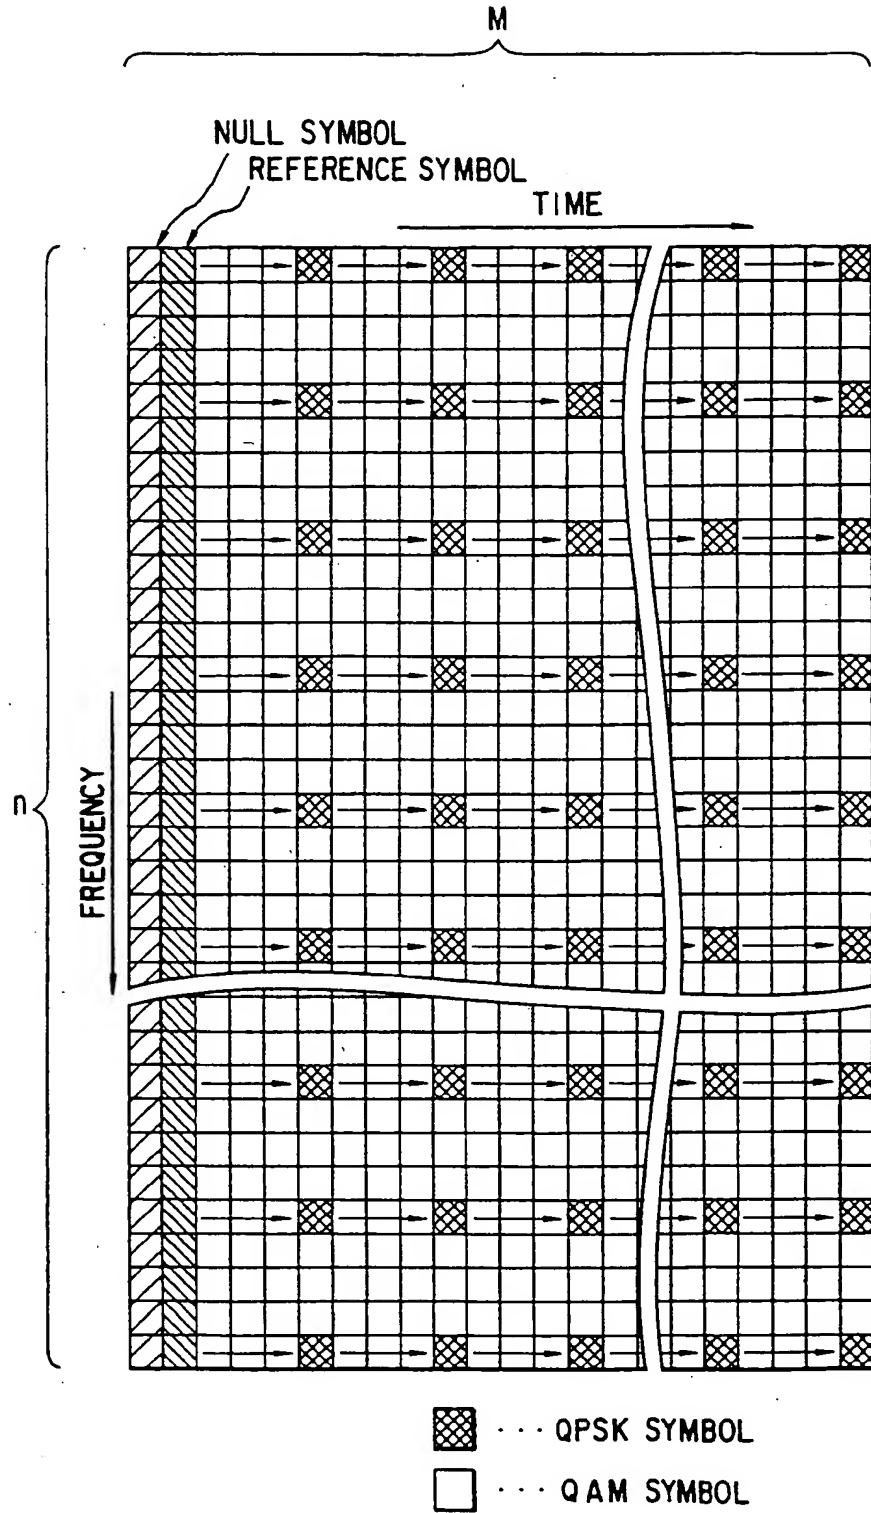 M
NULL SYMBOL
REFERENCE SYMBOL
TIME
n
FREQUENCY
··· QPSK SYMBOL
··· QAM SYMBOL